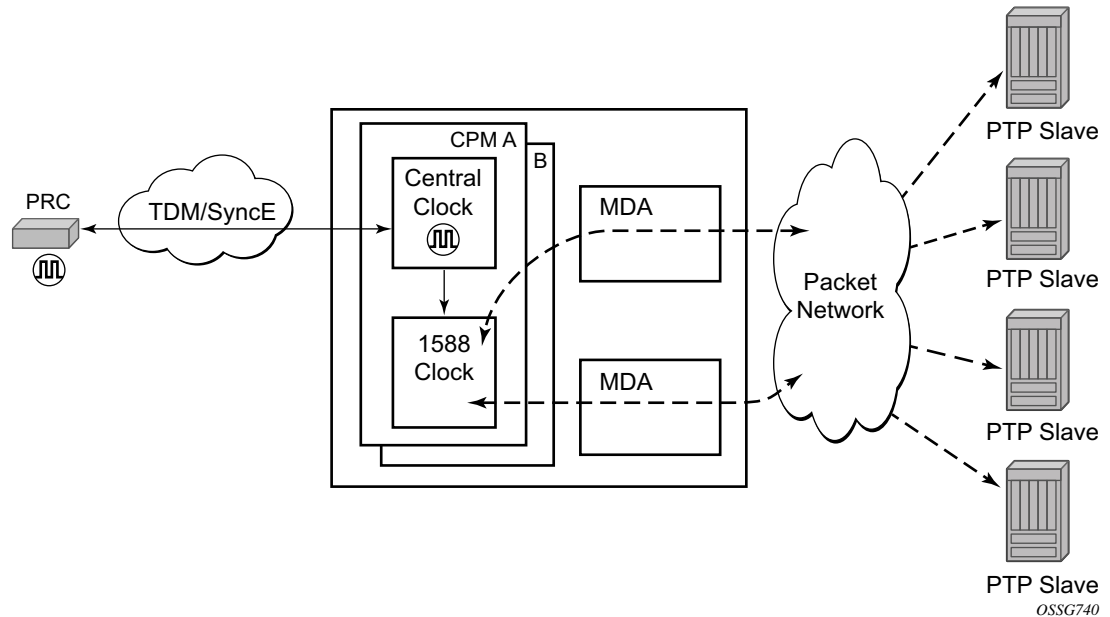 PRC
TDM/SyncE
CPM A
B
Central
Clock
1588
Clock
MDA
MDA
Packet
Network
PTP Slave
PTP Slave
PTP Slave
PTP Slave
OSSG740